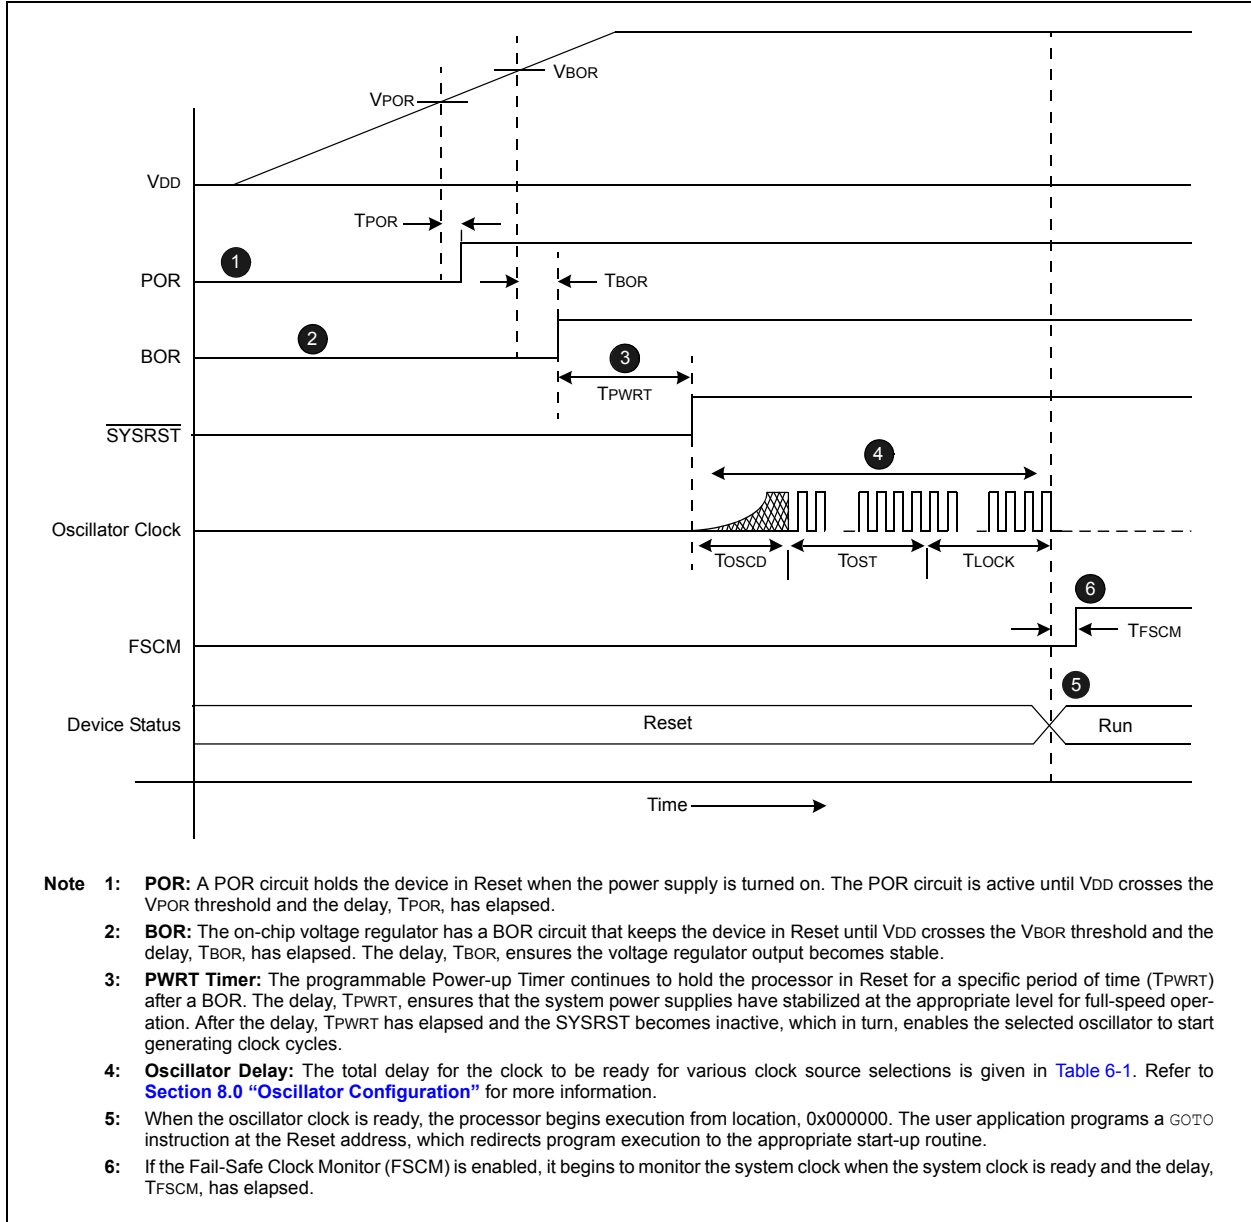 VBOR
VPOR
VDD
TPOR
1
POR
TBOR
2
BOR
3
TPWRT
SYSRST
4
Oscillator Clock
TOSCD TOST TLOCK
6
TFSCM
FSCM
5
Device Status Reset Run
Time
Note 1: POR: A POR circuit holds the device in Reset when the power supply is turned on. The POR circuit is active until VDD crosses the
VPOR threshold and the delay, TPOR, has elapsed.
2: BOR: The on-chip voltage regulator has a BOR circuit that keeps the device in Reset until VDD crosses the VBOR threshold and the
delay, TBOR, has elapsed. The delay, TBOR, ensures the voltage regulator output becomes stable.
3: PWRT Timer: The programmable Power-up Timer continues to hold the processor in Reset for a specific period of time (TPWRT)
after a BOR. The delay, TPWRT, ensures that the system power supplies have stabilized at the appropriate level for full-speed oper-
ation. After the delay, TPWRT has elapsed and the SYSRST becomes inactive, which in turn, enables the selected oscillator to start
generating clock cycles.
4: Oscillator Delay: The total delay for the clock to be ready for various clock source selections is given in Table 6-1. Refer to
Section 8.0 “Oscillator Configuration” for more information.
5: When the oscillator clock is ready, the processor begins execution from location, 0x000000. The user application programs a GOTO
instruction at the Reset address, which redirects program execution to the appropriate start-up routine.
6: If the Fail-Safe Clock Monitor (FSCM) is enabled, it begins to monitor the system clock when the system clock is ready and the delay,
TFSCM, has elapsed.